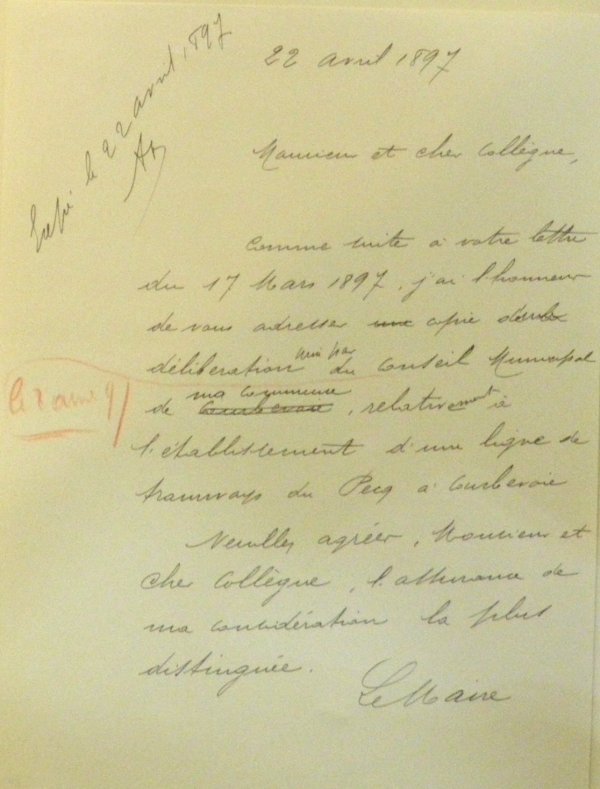 22 avril 1897
le 22 avril 1897
Monsieur et cher Collègue,
Comme suite à votre lettre
du 17 Mars 1897, j'ai l'honneur
de vous adresser une copie de la
délibération prise par du Conseil Municipal
ma Commune
de Courbevoie, relativement à
l'établissement d'une ligne de
tramways du Pecq à Courbevoie
Veuillez agréer, Monsieur et
cher Collègue, l'assurance de
ma considération la plus
distinguée.
Le Maire